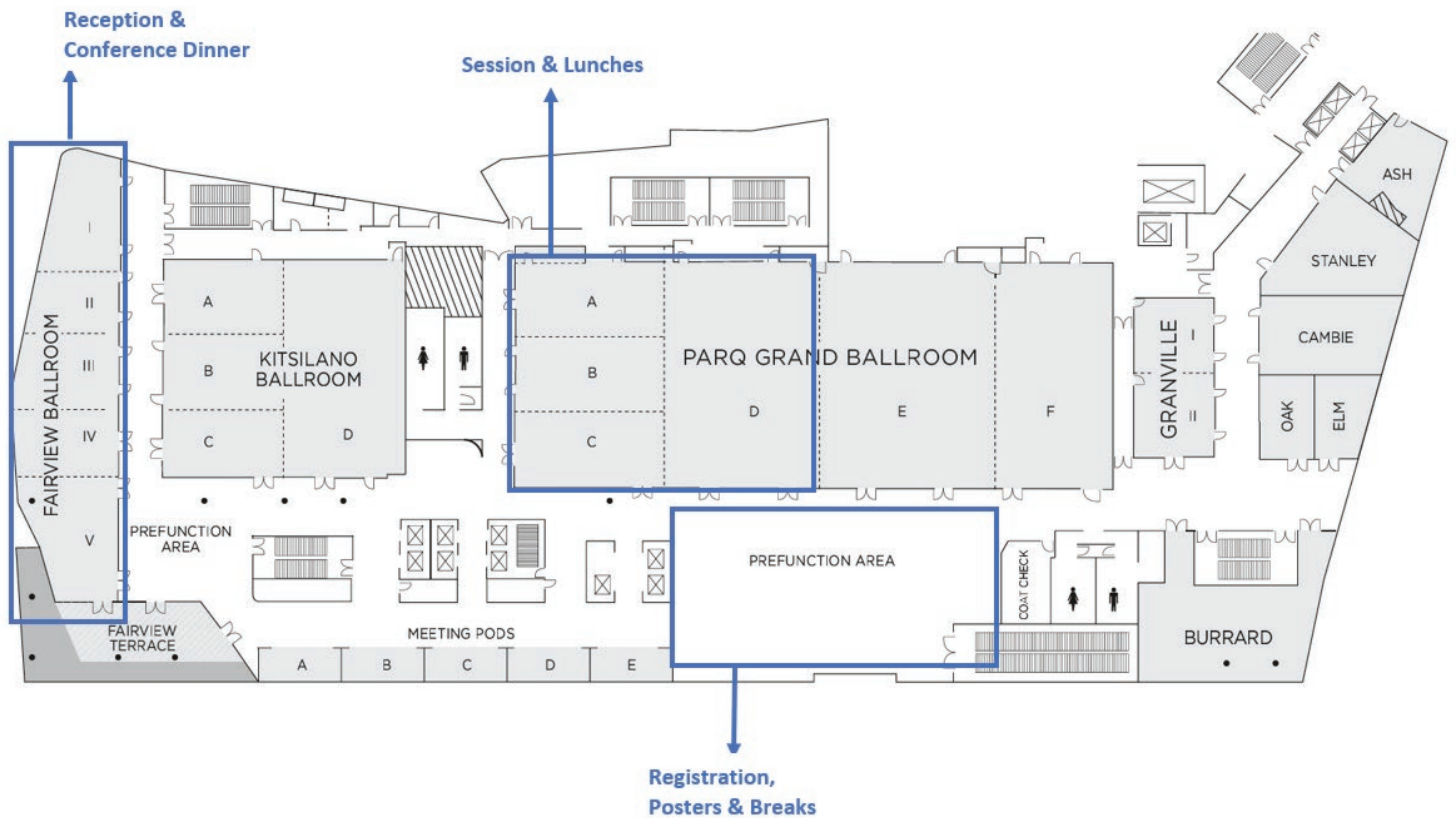 Reception &
Conference Dinner
Session & Lunches
ASH
STANLEY
CAMBIE
OAK
ELM
I
II
III
IV
V
FAIRVIEW BALLROOM
A
B
C
KITSILANO
BALLROOM
D
A
B
C
PARQ GRAND BALLROOM
D
E
F
GRANVILLE
I
II
PREFUNCTION
AREA
PREFUNCTION AREA
COAT CHECK
FAIRVIEW
TERRACE
MEETING PODS
A
B
C
D
E
BURRARD
Registration,
Posters & Breaks